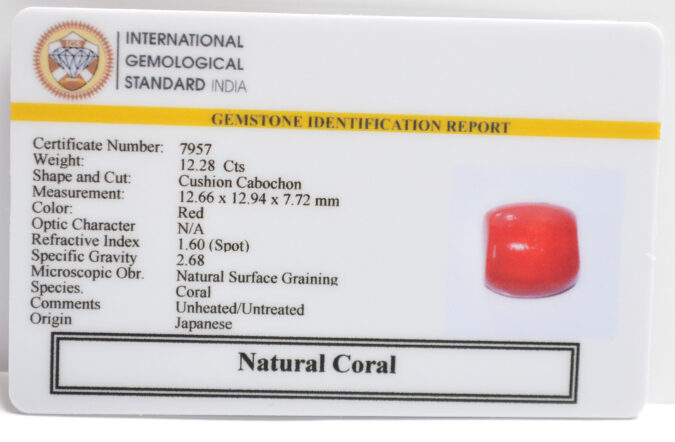 INTERNATIONAL
GEMOLOGICAL
STANDARD INDIA
GEMSTONE IDENTIFICATION REPORT
Certificate Number: 7957
Weight: 12.28 Cts
Shape and Cut: Cushion Cabochon
Measurement: 12.66 x 12.94 x 7.72 mm
Color: Red
Optic Character N/A
Refractive Index 1.60 (Spot)
Specific Gravity 2.68
Microscopic Obr. Natural Surface Graining
Species. Coral
Comments Unheated/Untreated
Origin Japanese
Natural Coral